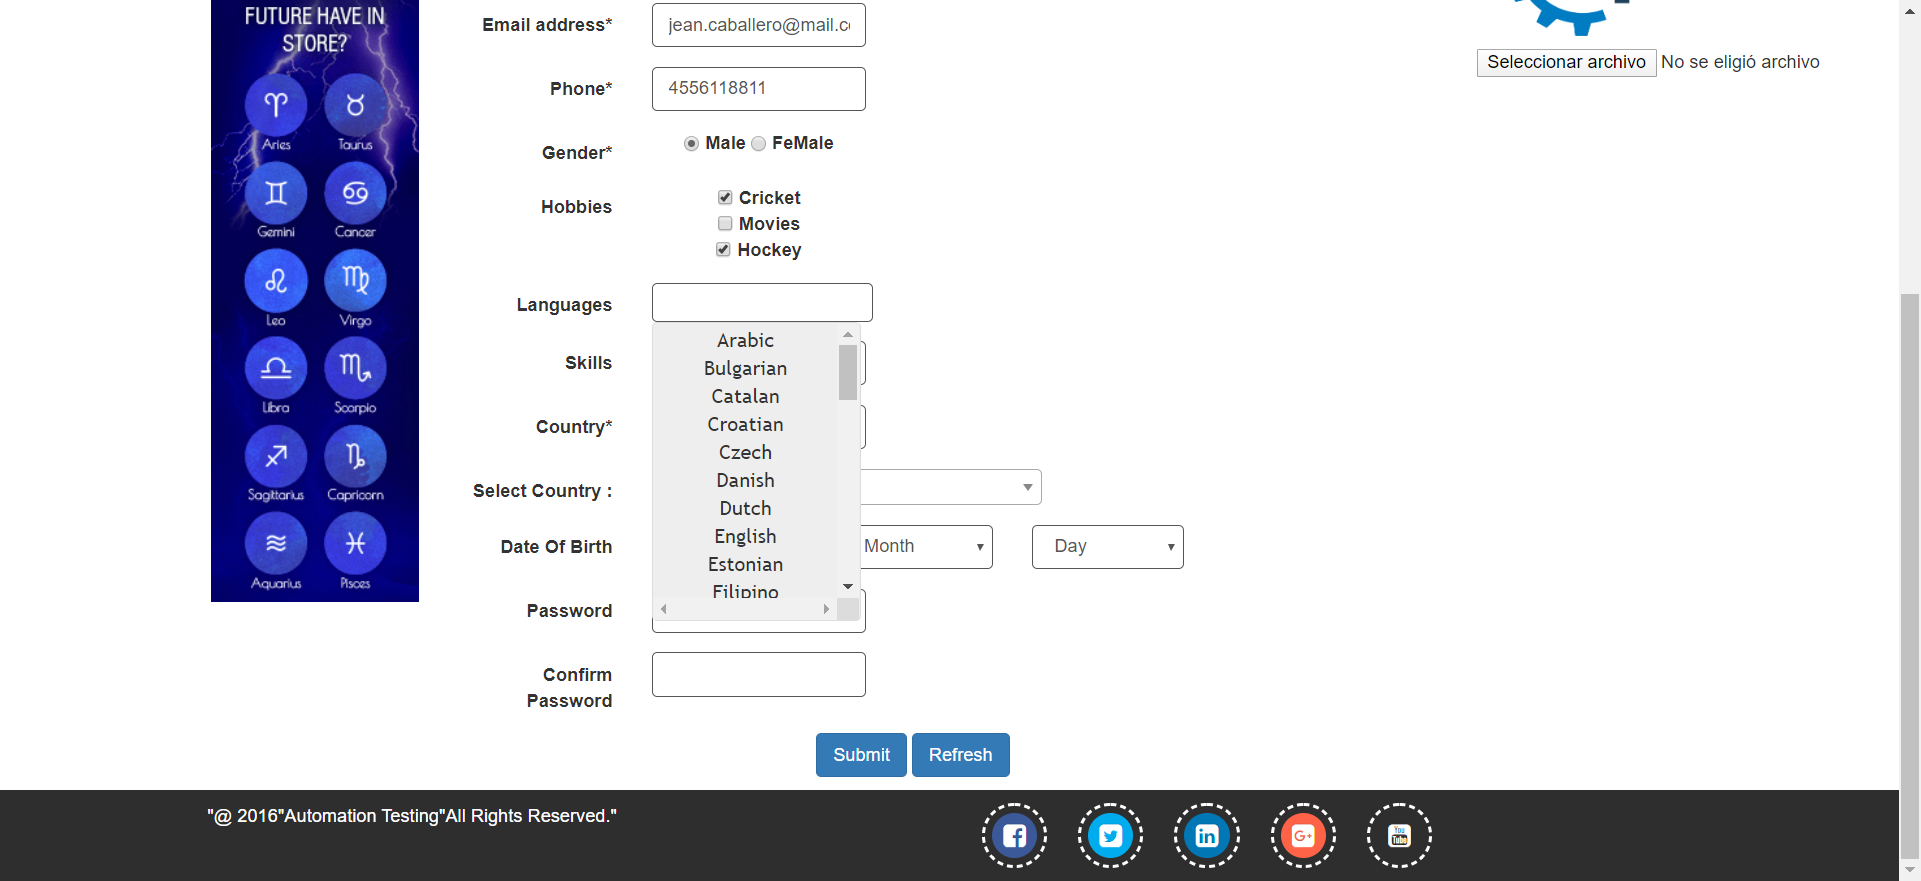 FUTURE HAVE IN
STORE?
Aries Taurus
Gemini Cancer
Leo Virgo
Libra Scorpio
Sagittarius Capricorn
Aquarius Pisces
Email address* jean.caballero@mail.c
Phone* 4556118811
Gender* Male FeMale
Hobbies Cricket
Movies
Hockey
Languages
Arabic
Bulgarian
Catalan
Croatian
Czech
Danish
Dutch
English
Estonian
Filipino
Skills
Country*
Select Country :
Date Of Birth Month Day
Password
Confirm
Password
Submit Refresh
Seleccionar archivo No se eligió archivo
"@ 2016"Automation Testing"All Rights Reserved."
f in G+ You
Tube